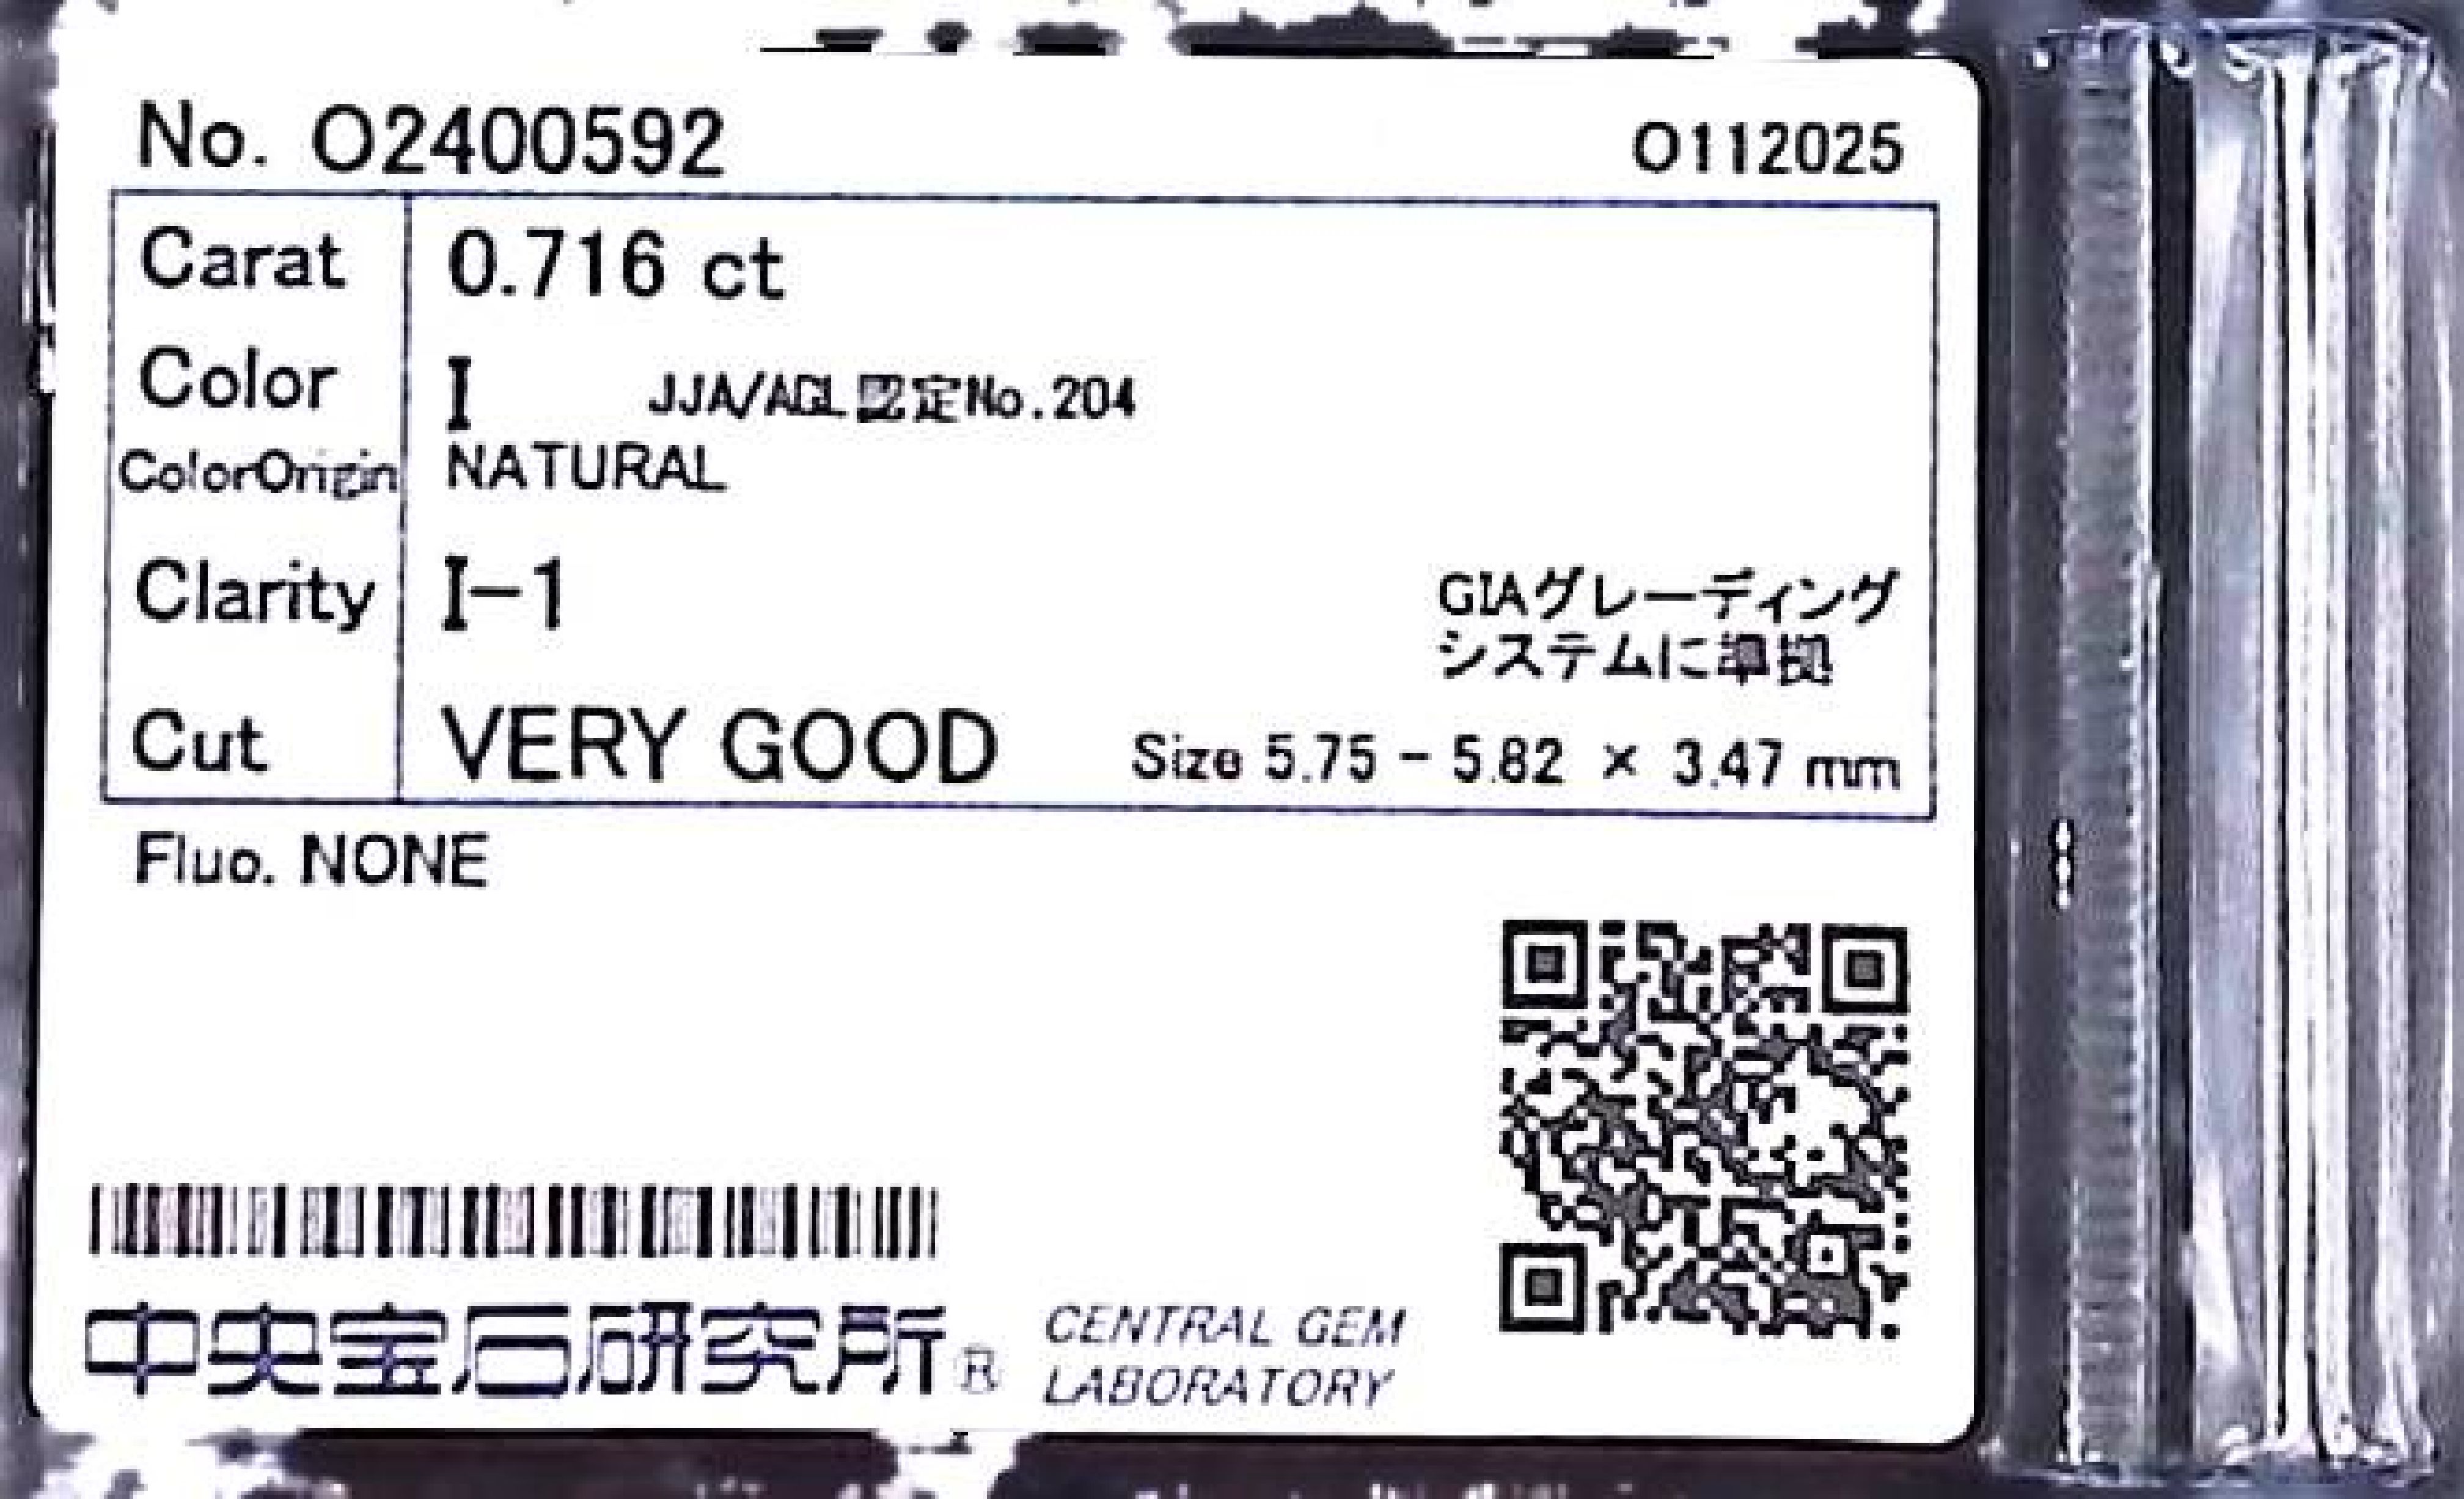 No. O2400592 O112025
Carat 0.716 ct
Color I JJA/AGL認定No.204
ColorOrigin NATURAL
Clarity I-1 GIAグレーディング
システムに準拠
Cut VERY GOOD Size 5.75 - 5.82 × 3.47 mm
Fluo. NONE
中央宝石研究所® CENTRAL GEM
LABORATORY